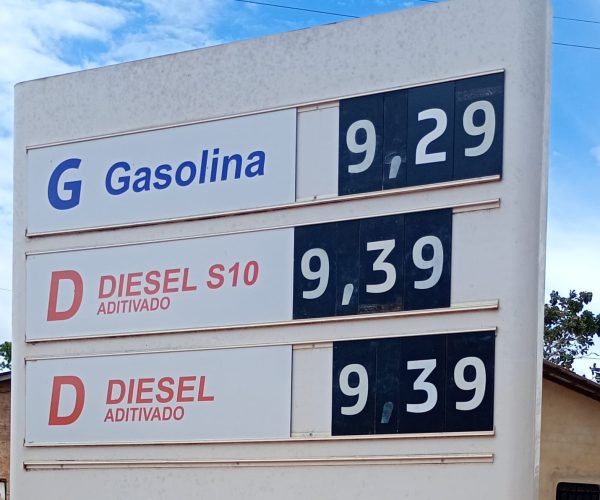 G Gasolina 9,29
D DIESEL S10 9,39
ADITIVADO
D DIESEL 9,39
ADITIVADO